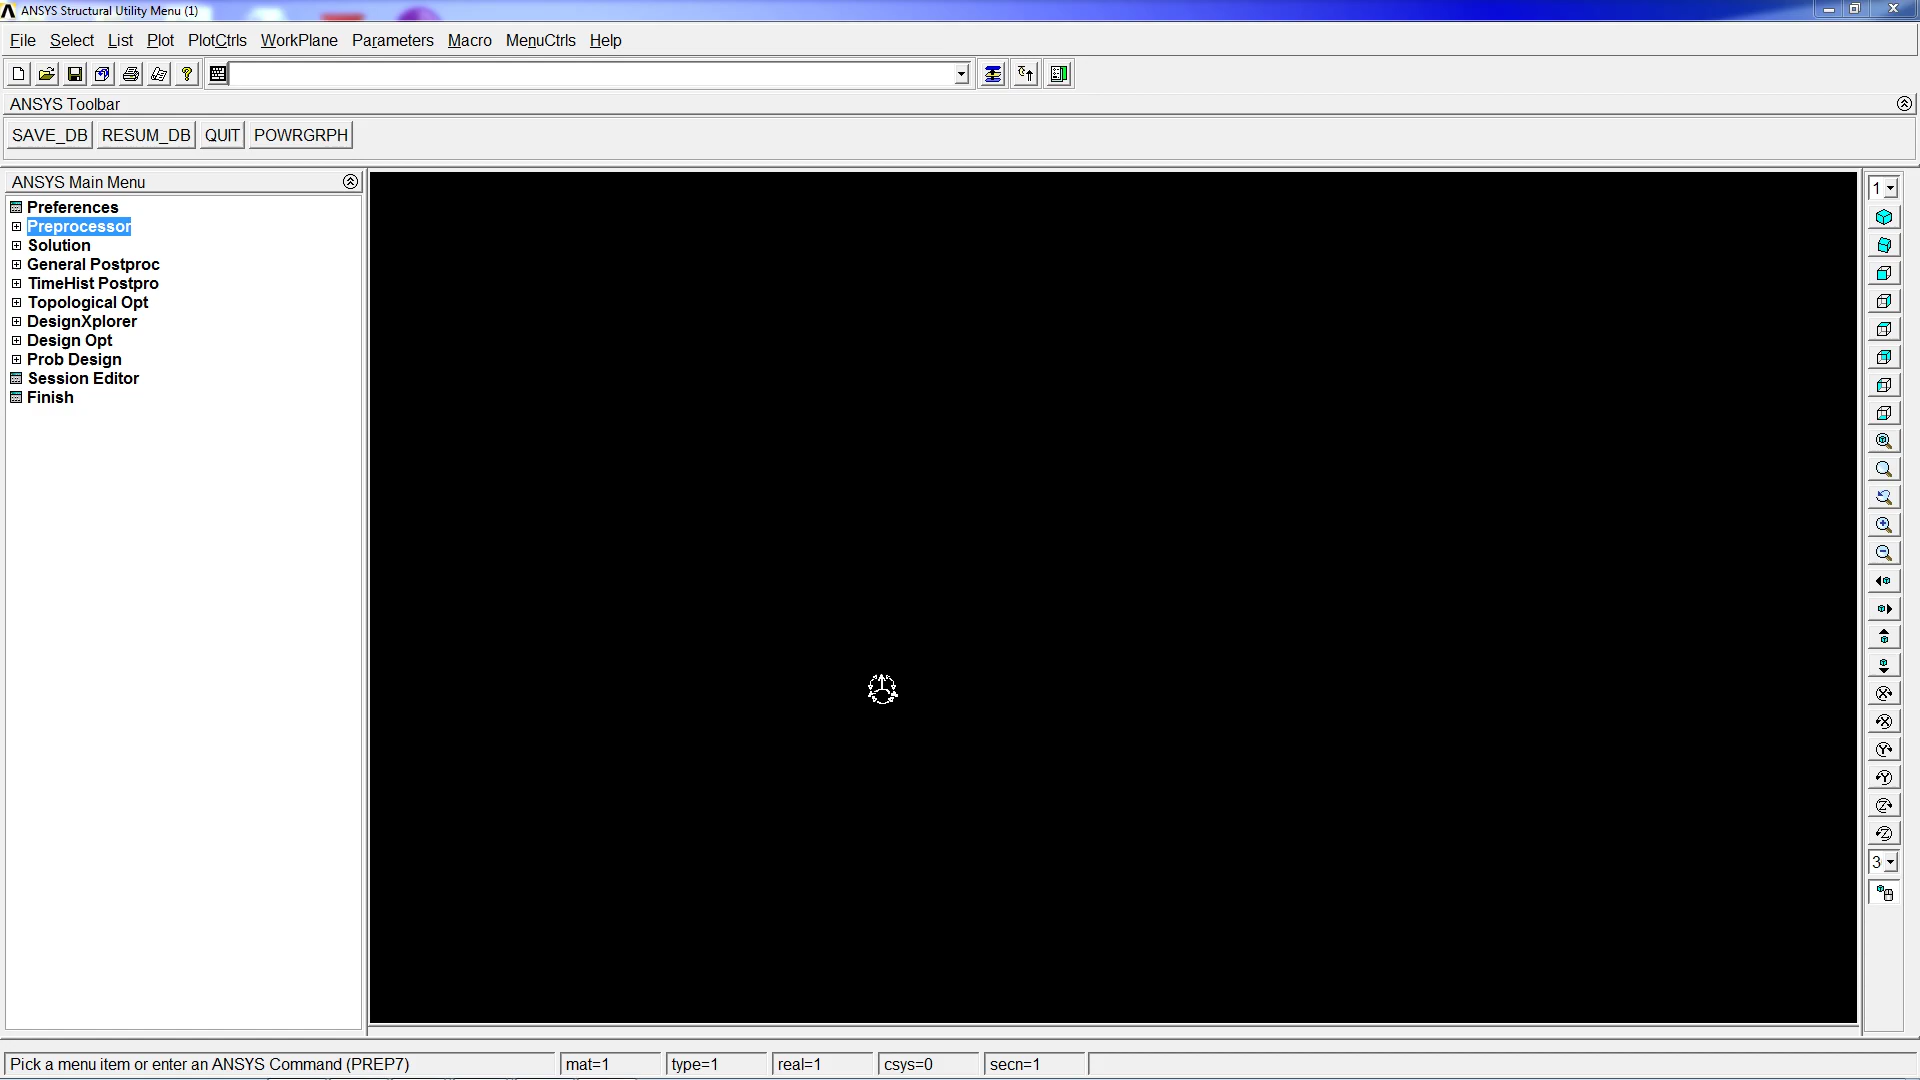 ANSYS Structural Utility Menu (1)
File Select List Plot PlotCtrls WorkPlane Parameters Macro MenuCtrls Help
ANSYS Toolbar
SAVE_DB RESUM_DB QUIT POWRGRPH
ANSYS Main Menu
Preferences
Preprocessor
Solution
General Postproc
TimeHist Postpro
Topological Opt
DesignXplorer
Design Opt
Prob Design
Session Editor
Finish
1
3
Pick a menu item or enter an ANSYS Command (PREP7) mat=1 type=1 real=1 csys=0 secn=1